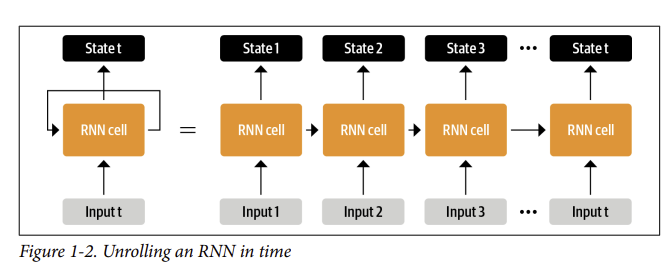 State t State 1 State 2 State 3 ••• State t
RNN cell = RNN cell RNN cell RNN cell RNN cell
Input t Input 1 Input 2 Input 3 ••• Input t
Figure 1-2. Unrolling an RNN in time